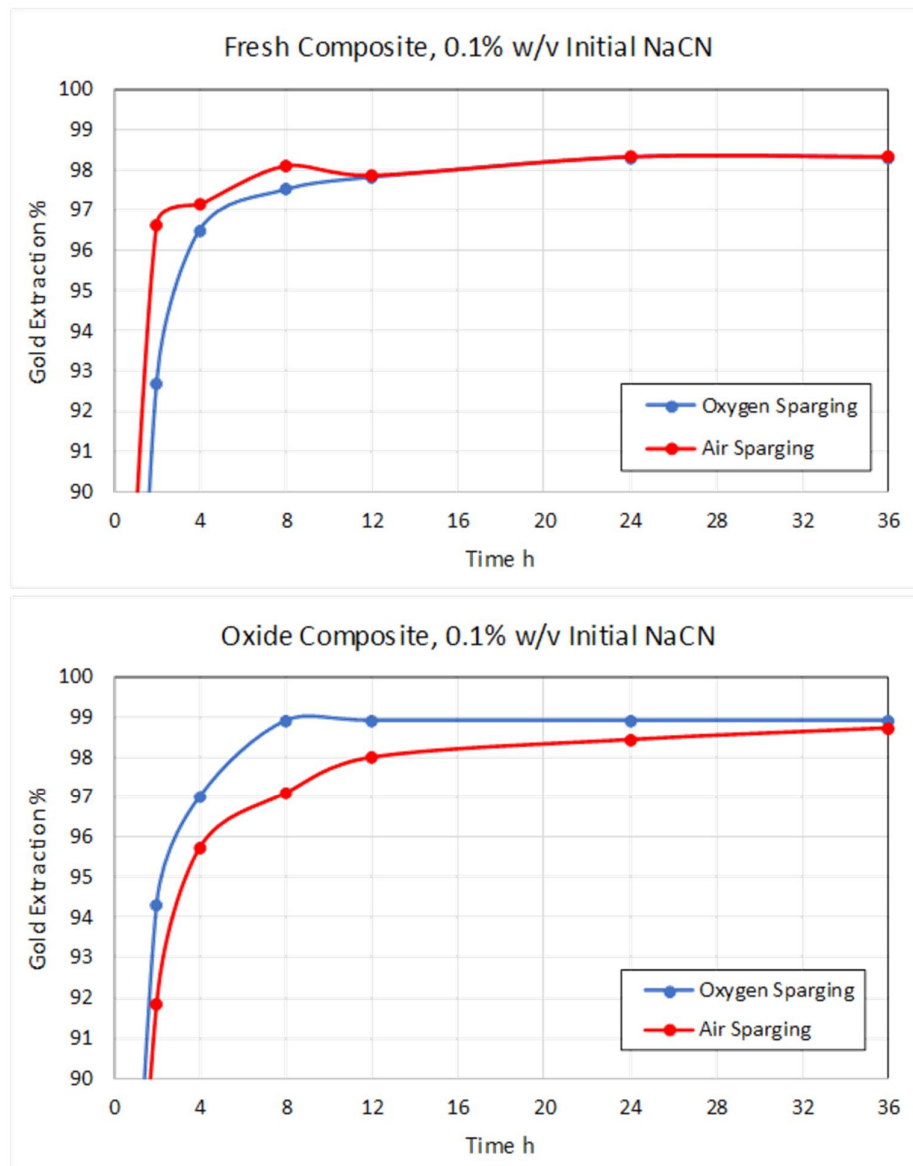 Fresh Composite, 0.1% w/v Initial NaCN
Gold Extraction %
100
99
98
97
96
95
94
93
92
91
90
Oxygen Sparging
Air Sparging
0 4 8 12 16 20 24 28 32 36
Time h
Oxide Composite, 0.1% w/v Initial NaCN
Gold Extraction %
100
99
98
97
96
95
94
93
92
91
90
Oxygen Sparging
Air Sparging
0 4 8 12 16 20 24 28 32 36
Time h